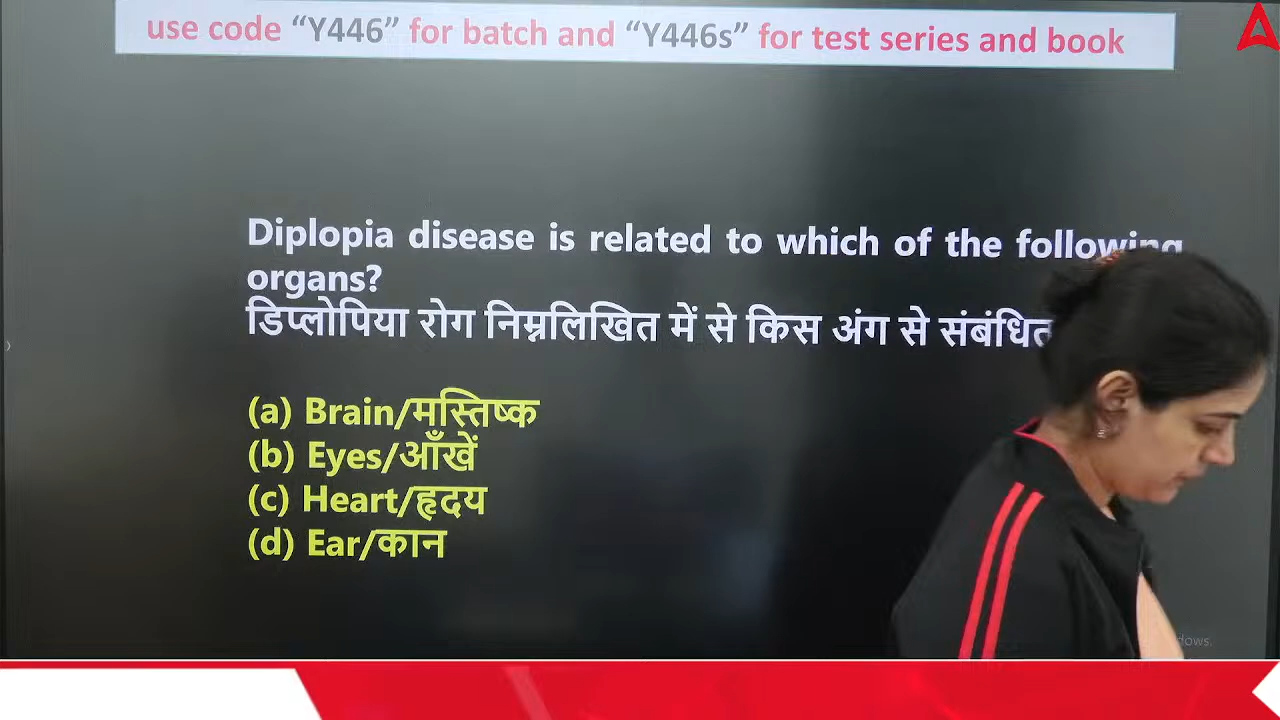 use code “Y446” for batch and “Y446s” for test series and book
Diplopia disease is related to which of the following
organs?
डिप्लोपिया रोग निम्नलिखित में से किस अंग से संबंधित
(a) Brain/मस्तिष्क
(b) Eyes/आँखें
(c) Heart/हृदय
(d) Ear/कान